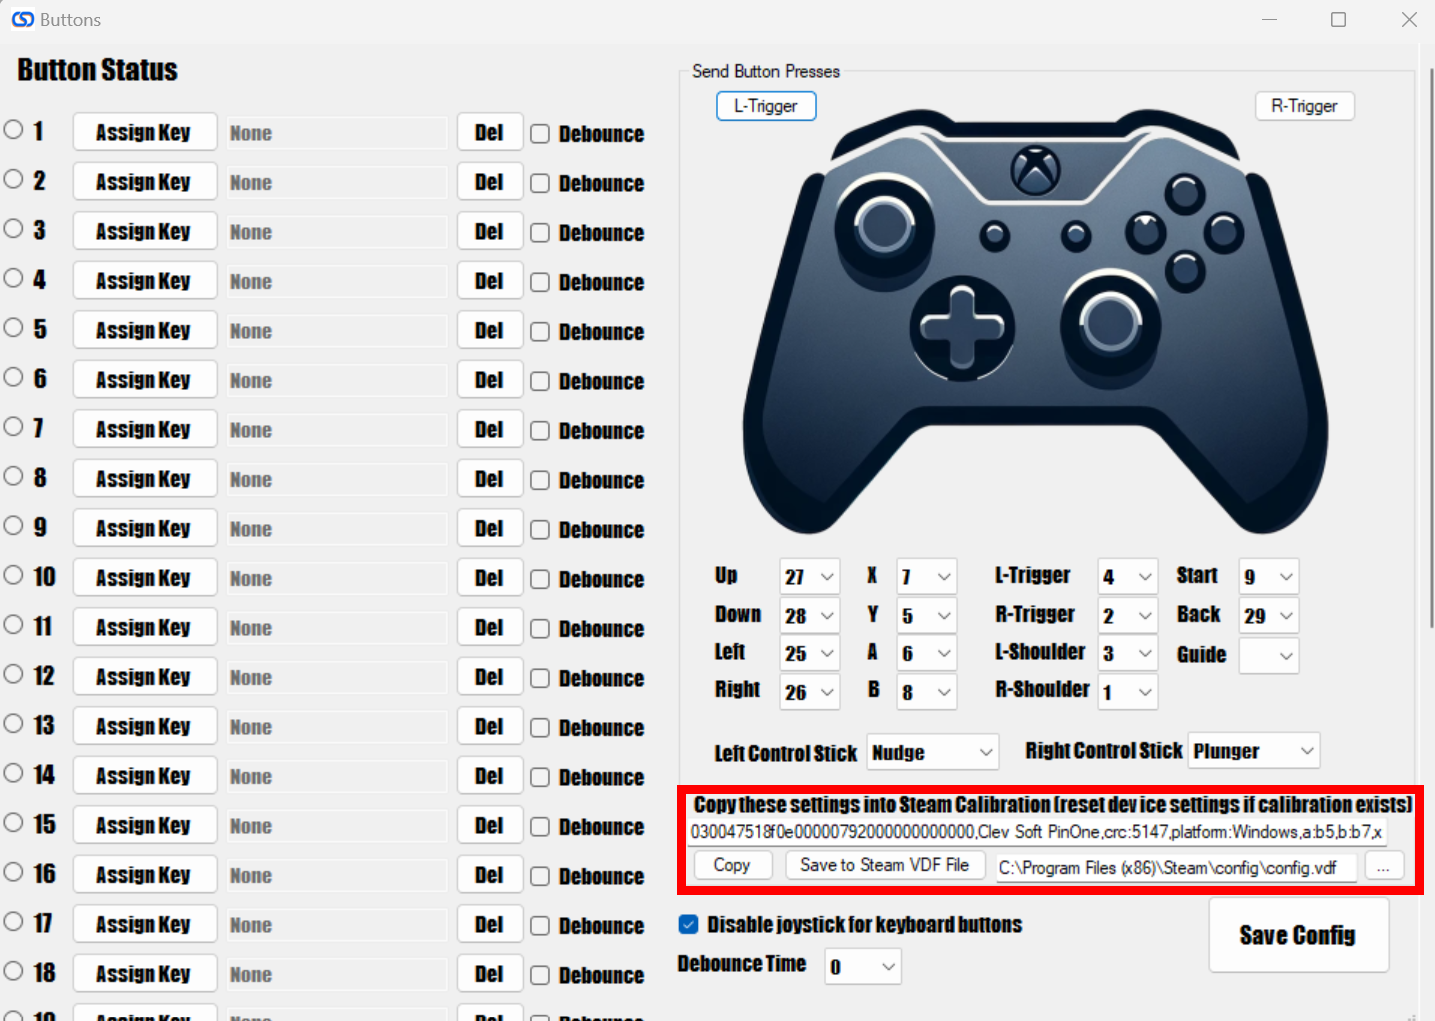 Buttons
Button Status
1 Assign Key None Del Debounce
2 Assign Key None Del Debounce
3 Assign Key None Del Debounce
4 Assign Key None Del Debounce
5 Assign Key None Del Debounce
6 Assign Key None Del Debounce
7 Assign Key None Del Debounce
8 Assign Key None Del Debounce
9 Assign Key None Del Debounce
10 Assign Key None Del Debounce
11 Assign Key None Del Debounce
12 Assign Key None Del Debounce
13 Assign Key None Del Debounce
14 Assign Key None Del Debounce
15 Assign Key None Del Debounce
16 Assign Key None Del Debounce
17 Assign Key None Del Debounce
18 Assign Key None Del Debounce
19 Assign Key None Del Debounce
Send Button Presses
L-Trigger R-Trigger
Up 27 X 7 L-Trigger 4 Start 9
Down 28 Y 5 R-Trigger 2 Back 29
Left 25 A 6 L-Shoulder 3 Guide
Right 26 B 8 R-Shoulder 1
Left Control Stick Nudge Right Control Stick Plunger
Copy these settings into Steam Calibration (reset device settings if calibration exists)
030047518f0e00000792000000000000,Clev Soft PinOne,crc:5147,platform:Windows,a:b5,b:b7,x
Copy Save to Steam VDF File C:\Program Files (x86)\Steam\config\config.vdf ...
Disable joystick for keyboard buttons
Debounce Time 0
Save Config